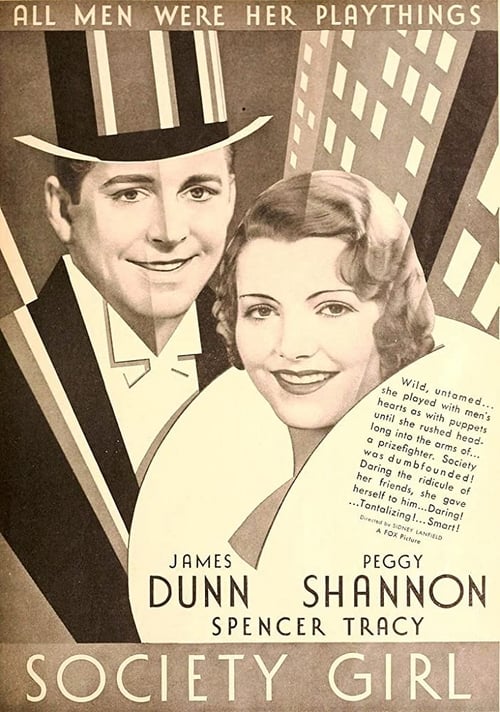 ALL MEN WERE HER PLAYTHINGS
Wild, untamed...
she played with men's
hearts as with puppets
until she rushed head-
long into the arms of...
a prizefighter. Society
was dumbfounded!
Daring the ridicule of
her friends, she gave
herself to him...Daring!
...Tantalizing!...Smart!
Directed by SIDNEY LANFIELD
A FOX Picture
JAMES PEGGY
DUNN SHANNON
SPENCER TRACY
SOCIETY GIRL